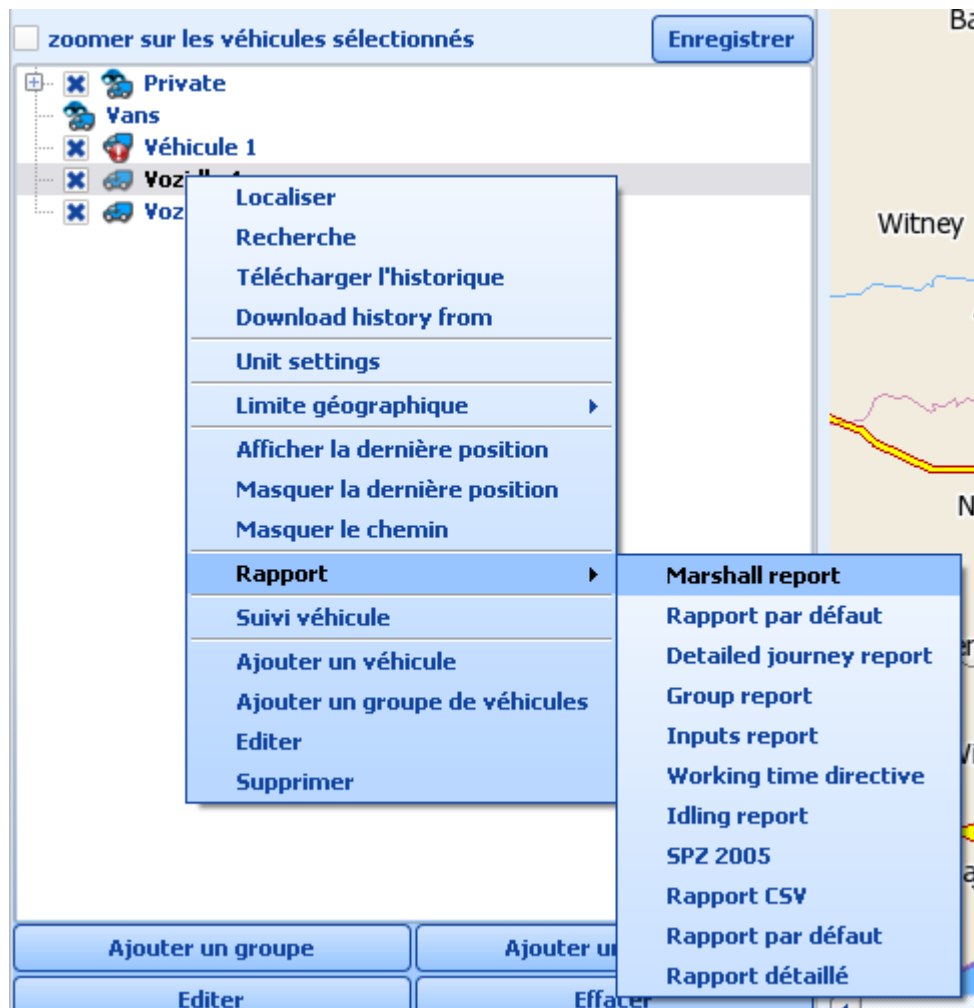 zoomer sur les véhicules sélectionnés
Enregistrer
Private
Vans
Véhicule 1
Localiser
Recherche
Télécharger l'historique
Download history from
Unit settings
Limite géographique
Afficher la dernière position
Masquer la dernière position
Masquer le chemin
Rapport
Suivi véhicule
Ajouter un véhicule
Ajouter un groupe de véhicules
Editer
Supprimer
Marshall report
Rapport par défaut
Detailed journey report
Group report
Inputs report
Working time directive
Idling report
SPZ 2005
Rapport CSV
Rapport par défaut
Rapport détaillé
Ajouter un groupe
Ajouter
Editer
Effacer
Witney